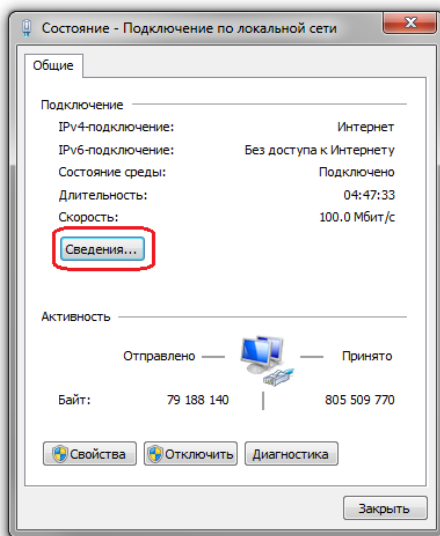 Состояние - Подключение по локальной сети
Общие
Подключение
IPv4-подключение: Интернет
IPv6-подключение: Без доступа к Интернету
Состояние среды: Подключено
Длительность: 04:47:33
Скорость: 100.0 Мбит/с
Сведения...
Активность
Отправлено — — Принято
Байт: 79 188 140 | 805 509 770
Свойства Отключить Диагностика
Закрыть